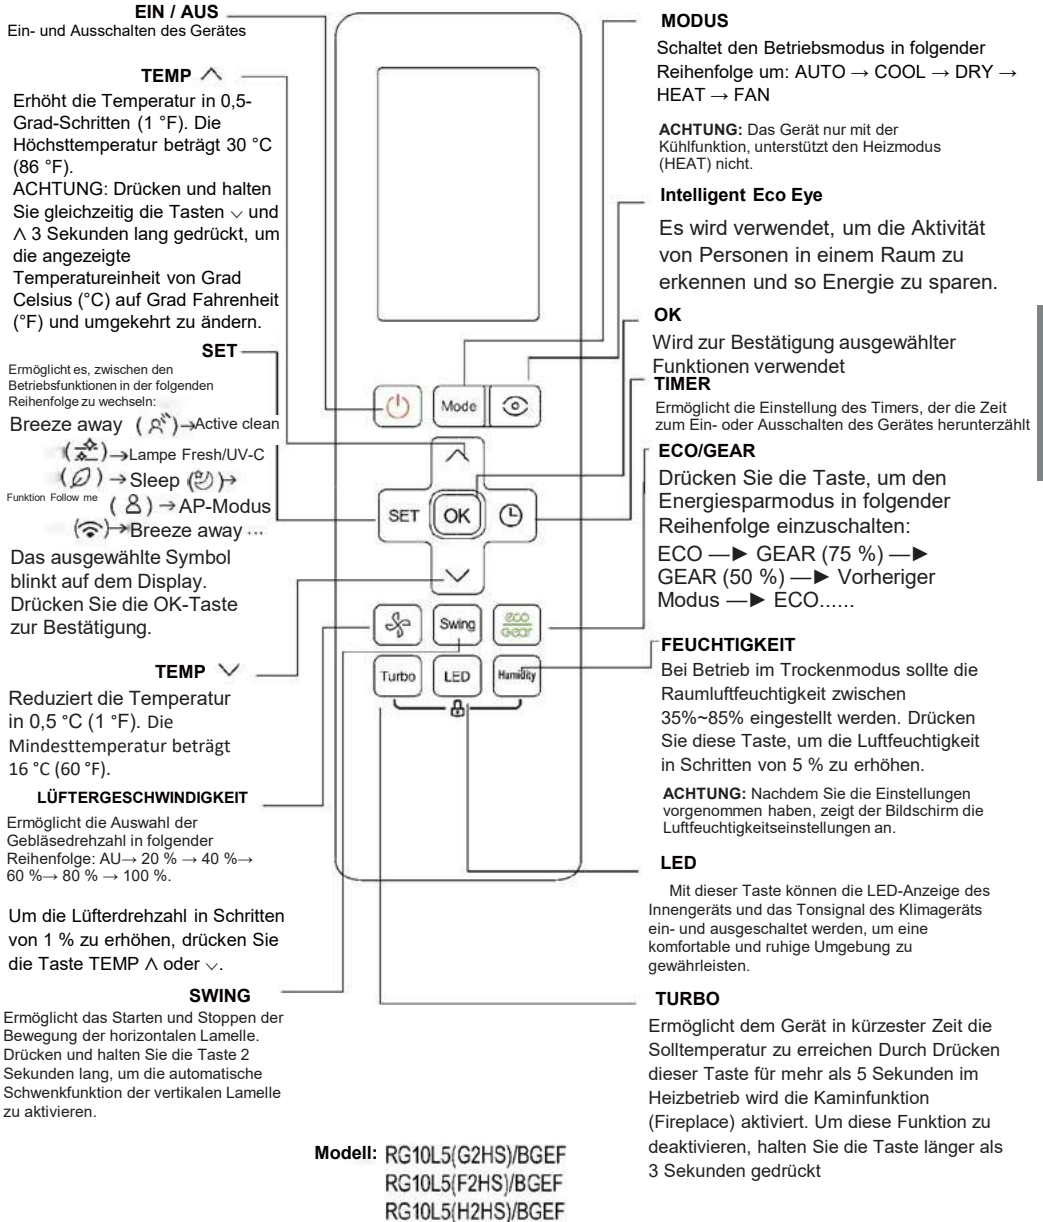 EIN / AUS
Ein- und Ausschalten des Gerätes
TEMP ∧
Erhöht die Temperatur in 0,5-
Grad-Schritten (1 °F). Die
Höchsttemperatur beträgt 30 °C
(86 °F).
ACHTUNG: Drücken und halten
Sie gleichzeitig die Tasten ∨ und
∧ 3 Sekunden lang gedrückt, um
die angezeigte
Temperatureinheit von Grad
Celsius (°C) auf Grad Fahrenheit
(°F) und umgekehrt zu ändern.
SET
Ermöglicht es, zwischen den
Betriebsfunktionen in der folgenden
Reihenfolge zu wechseln:
Breeze away ( )→Active clean
( )→Lampe Fresh/UV-C
( ) →Sleep ( )→
Funktion Follow me
( ) →AP-Modus
( )→Breeze away ...
Das ausgewählte Symbol
blinkt auf dem Display.
Drücken Sie die OK-Taste
zur Bestätigung.
TEMP ∨
Reduziert die Temperatur
in 0,5 °C (1 °F). Die
Mindesttemperatur beträgt
16 °C (60 °F).
LÜFTERGESCHWINDIGKEIT
Ermöglicht die Auswahl der
Gebläsedrehzahl in folgender
Reihenfolge: AU→ 20 % → 40 %→
60 %→ 80 % → 100 %.
Um die Lüfterdrehzahl in Schritten
von 1 % zu erhöhen, drücken Sie
die Taste TEMP ∧ oder ∨.
SWING
Ermöglicht das Starten und Stoppen der
Bewegung der horizontalen Lamelle.
Drücken und halten Sie die Taste 2
Sekunden lang, um die automatische
Schwenkfunktion der vertikalen Lamelle
zu aktivieren.
Mode
SET OK
Swing eco gear
Turbo LED Humidity
MODUS
Schaltet den Betriebsmodus in folgender
Reihenfolge um: AUTO → COOL → DRY →
HEAT → FAN
ACHTUNG: Das Gerät nur mit der
Kühlfunktion, unterstützt den Heizmodus
(HEAT) nicht.
Intelligent Eco Eye
Es wird verwendet, um die Aktivität
von Personen in einem Raum zu
erkennen und so Energie zu sparen.
OK
Wird zur Bestätigung ausgewählter
Funktionen verwendet
TIMER
Ermöglicht die Einstellung des Timers, der die Zeit
zum Ein- oder Ausschalten des Gerätes herunterzählt
ECO/GEAR
Drücken Sie die Taste, um den
Energiesparmodus in folgender
Reihenfolge einzuschalten:
ECO —► GEAR (75 %) —►
GEAR (50 %) —► Vorheriger
Modus —► ECO......
FEUCHTIGKEIT
Bei Betrieb im Trockenmodus sollte die
Raumluftfeuchtigkeit zwischen
35%~85% eingestellt werden. Drücken
Sie diese Taste, um die Luftfeuchtigkeit
in Schritten von 5 % zu erhöhen.
ACHTUNG: Nachdem Sie die Einstellungen
vorgenommen haben, zeigt der Bildschirm die
Luftfeuchtigkeitseinstellungen an.
LED
Mit dieser Taste können die LED-Anzeige des
Innengeräts und das Tonsignal des Klimageräts
ein- und ausgeschaltet werden, um eine
komfortable und ruhige Umgebung zu
gewährleisten.
TURBO
Ermöglicht dem Gerät in kürzester Zeit die
Solltemperatur zu erreichen Durch Drücken
dieser Taste für mehr als 5 Sekunden im
Heizbetrieb wird die Kaminfunktion
(Fireplace) aktiviert. Um diese Funktion zu
deaktivieren, halten Sie die Taste länger als
3 Sekunden gedrückt
Modell: RG10L5(G2HS)/BGEF
RG10L5(F2HS)/BGEF
RG10L5(H2HS)/BGEF